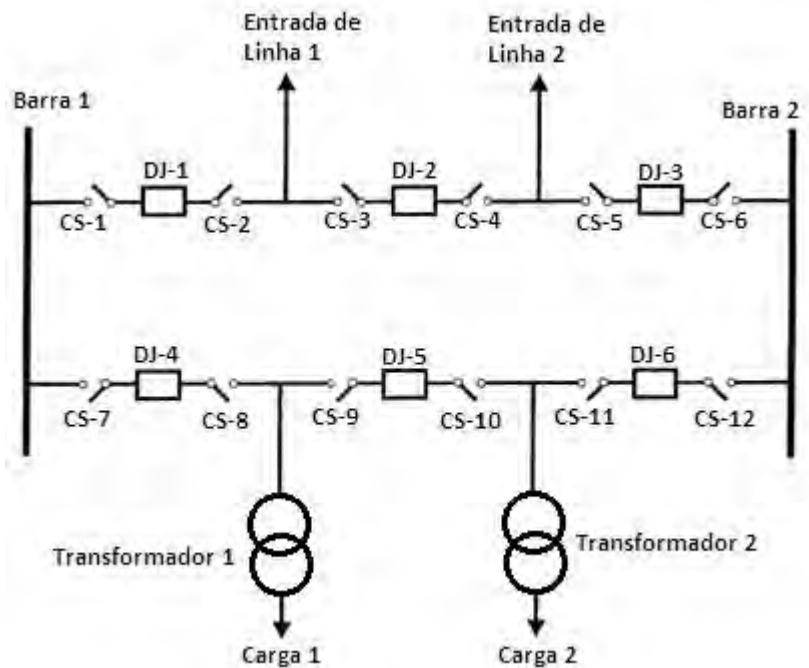 Entrada de
Linha 1
Entrada de
Linha 2
Barra 1
Barra 2
DJ-1
DJ-2
DJ-3
CS-1
CS-2
CS-3
CS-4
CS-5
CS-6
DJ-4
DJ-5
DJ-6
CS-7
CS-8
CS-9
CS-10
CS-11
CS-12
Transformador 1
Transformador 2
Carga 1
Carga 2